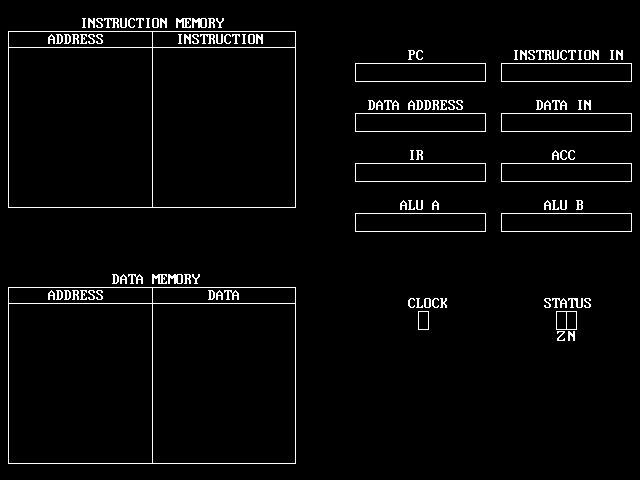 INSTRUCTION MEMORY
ADDRESS INSTRUCTION
PC INSTRUCTION IN
DATA ADDRESS DATA IN
IR ACC
ALU A ALU B
DATA MEMORY
ADDRESS DATA
CLOCK STATUS
ZN